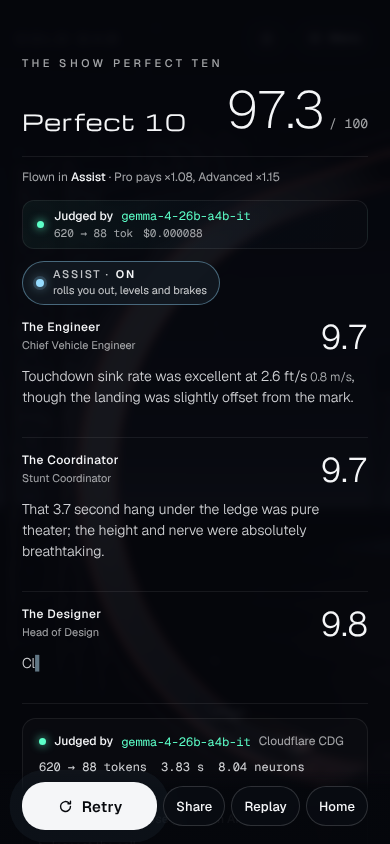 THE SHOW PERFECT TEN
Perfect 10
97.3 / 100
Flown in Assist · Pro pays ×1.08, Advanced ×1.15
Judged by gemma-4-26b-a4b-it
620 → 88 tok $0.000088
ASSIST · ON
rolls you out, levels and brakes
The Engineer
Chief Vehicle Engineer
9.7
Touchdown sink rate was excellent at 2.6 ft/s 0.8 m/s,
though the landing was slightly offset from the mark.
The Coordinator
Stunt Coordinator
9.7
That 3.7 second hang under the ledge was pure
theater; the height and nerve were absolutely
breathtaking.
The Designer
Head of Design
9.8
Cl
Judged by gemma-4-26b-a4b-it Cloudflare CDG
620 → 88 tokens 3.83 s 8.04 neurons
Retry
Share
Replay
Home